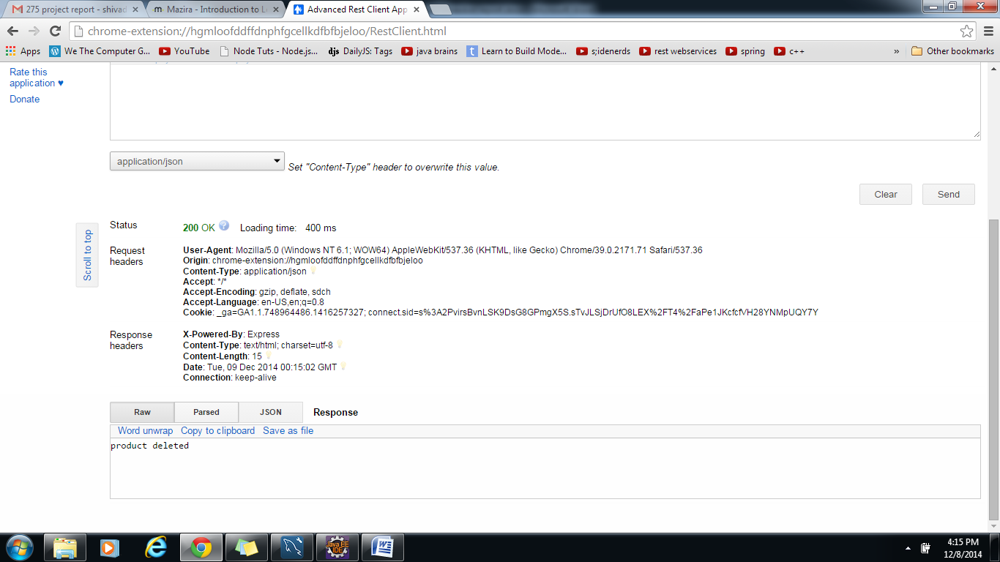 275 project report - shivad
Mazira - Introduction to Lo
Advanced Rest Client App
chrome-extension://hgmloofddffdnphfgcellkdfbfbjeloo/RestClient.html
Apps We The Computer G... YouTube Node Tuts - Node.js... djs DailyJS: Tags java brains t Learn to Build Mode... s;idenerds rest webservices spring c++ » Other bookmarks
Rate this
application ♥
Donate
application/json
Set "Content-Type" header to overwrite this value.
Clear Send
Scroll to top
Status 200 OK ? Loading time: 400 ms
Request
headers
User-Agent: Mozilla/5.0 (Windows NT 6.1; WOW64) AppleWebKit/537.36 (KHTML, like Gecko) Chrome/39.0.2171.71 Safari/537.36
Origin: chrome-extension://hgmloofddffdnphfgcellkdfbfbjeloo
Content-Type: application/json
Accept: */*
Accept-Encoding: gzip, deflate, sdch
Accept-Language: en-US,en;q=0.8
Cookie: _ga=GA1.1.748964486.1416257327; connect.sid=s%3A2PvirsBvnLSK9DsG8GPmgX5S.sTvJLSjDrUfO8LEX%2FT4%2FaPe1JKcfcfVH28YNMpUQY7Y
Response
headers
X-Powered-By: Express
Content-Type: text/html; charset=utf-8
Content-Length: 15
Date: Tue, 09 Dec 2014 00:15:02 GMT
Connection: keep-alive
Raw Parsed JSON Response
Word unwrap Copy to clipboard Save as file
product deleted
Java EE
IDE
4:15 PM
12/8/2014